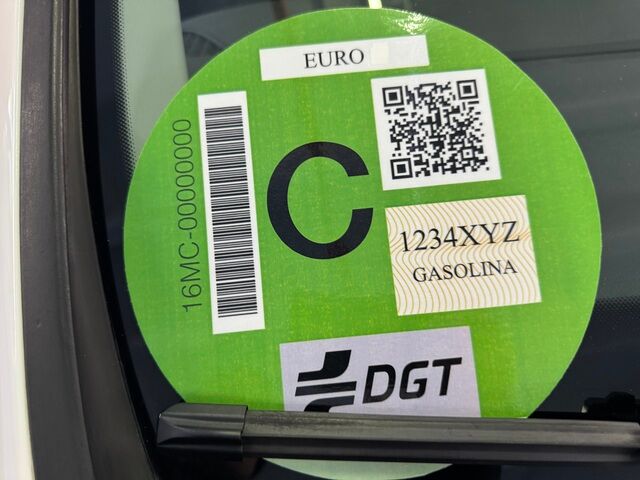 EURO
16MC-00000000
C
1234XYZ
GASOLINA
DGT